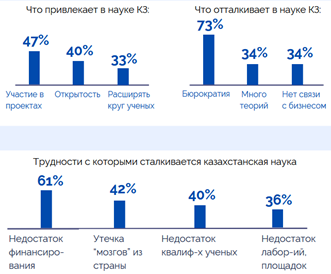 Что привлекает в науке КЗ:
47%
40%
33%
Участие в
проектах
Открытость
Расширять
круг ученых
Что отталкивает в науке КЗ:
73%
34%
34%
Бюрократия
Много
теорий
Нет связи
с бизнесом
Трудности с которыми сталкивается казахстанская наука
61%
42%
40%
36%
Недостаток
финансиро-
вания
Утечка
"мозгов" из
страны
Недостаток
квалиф-х ученых
Недостаток
лабор-ий,
площадок